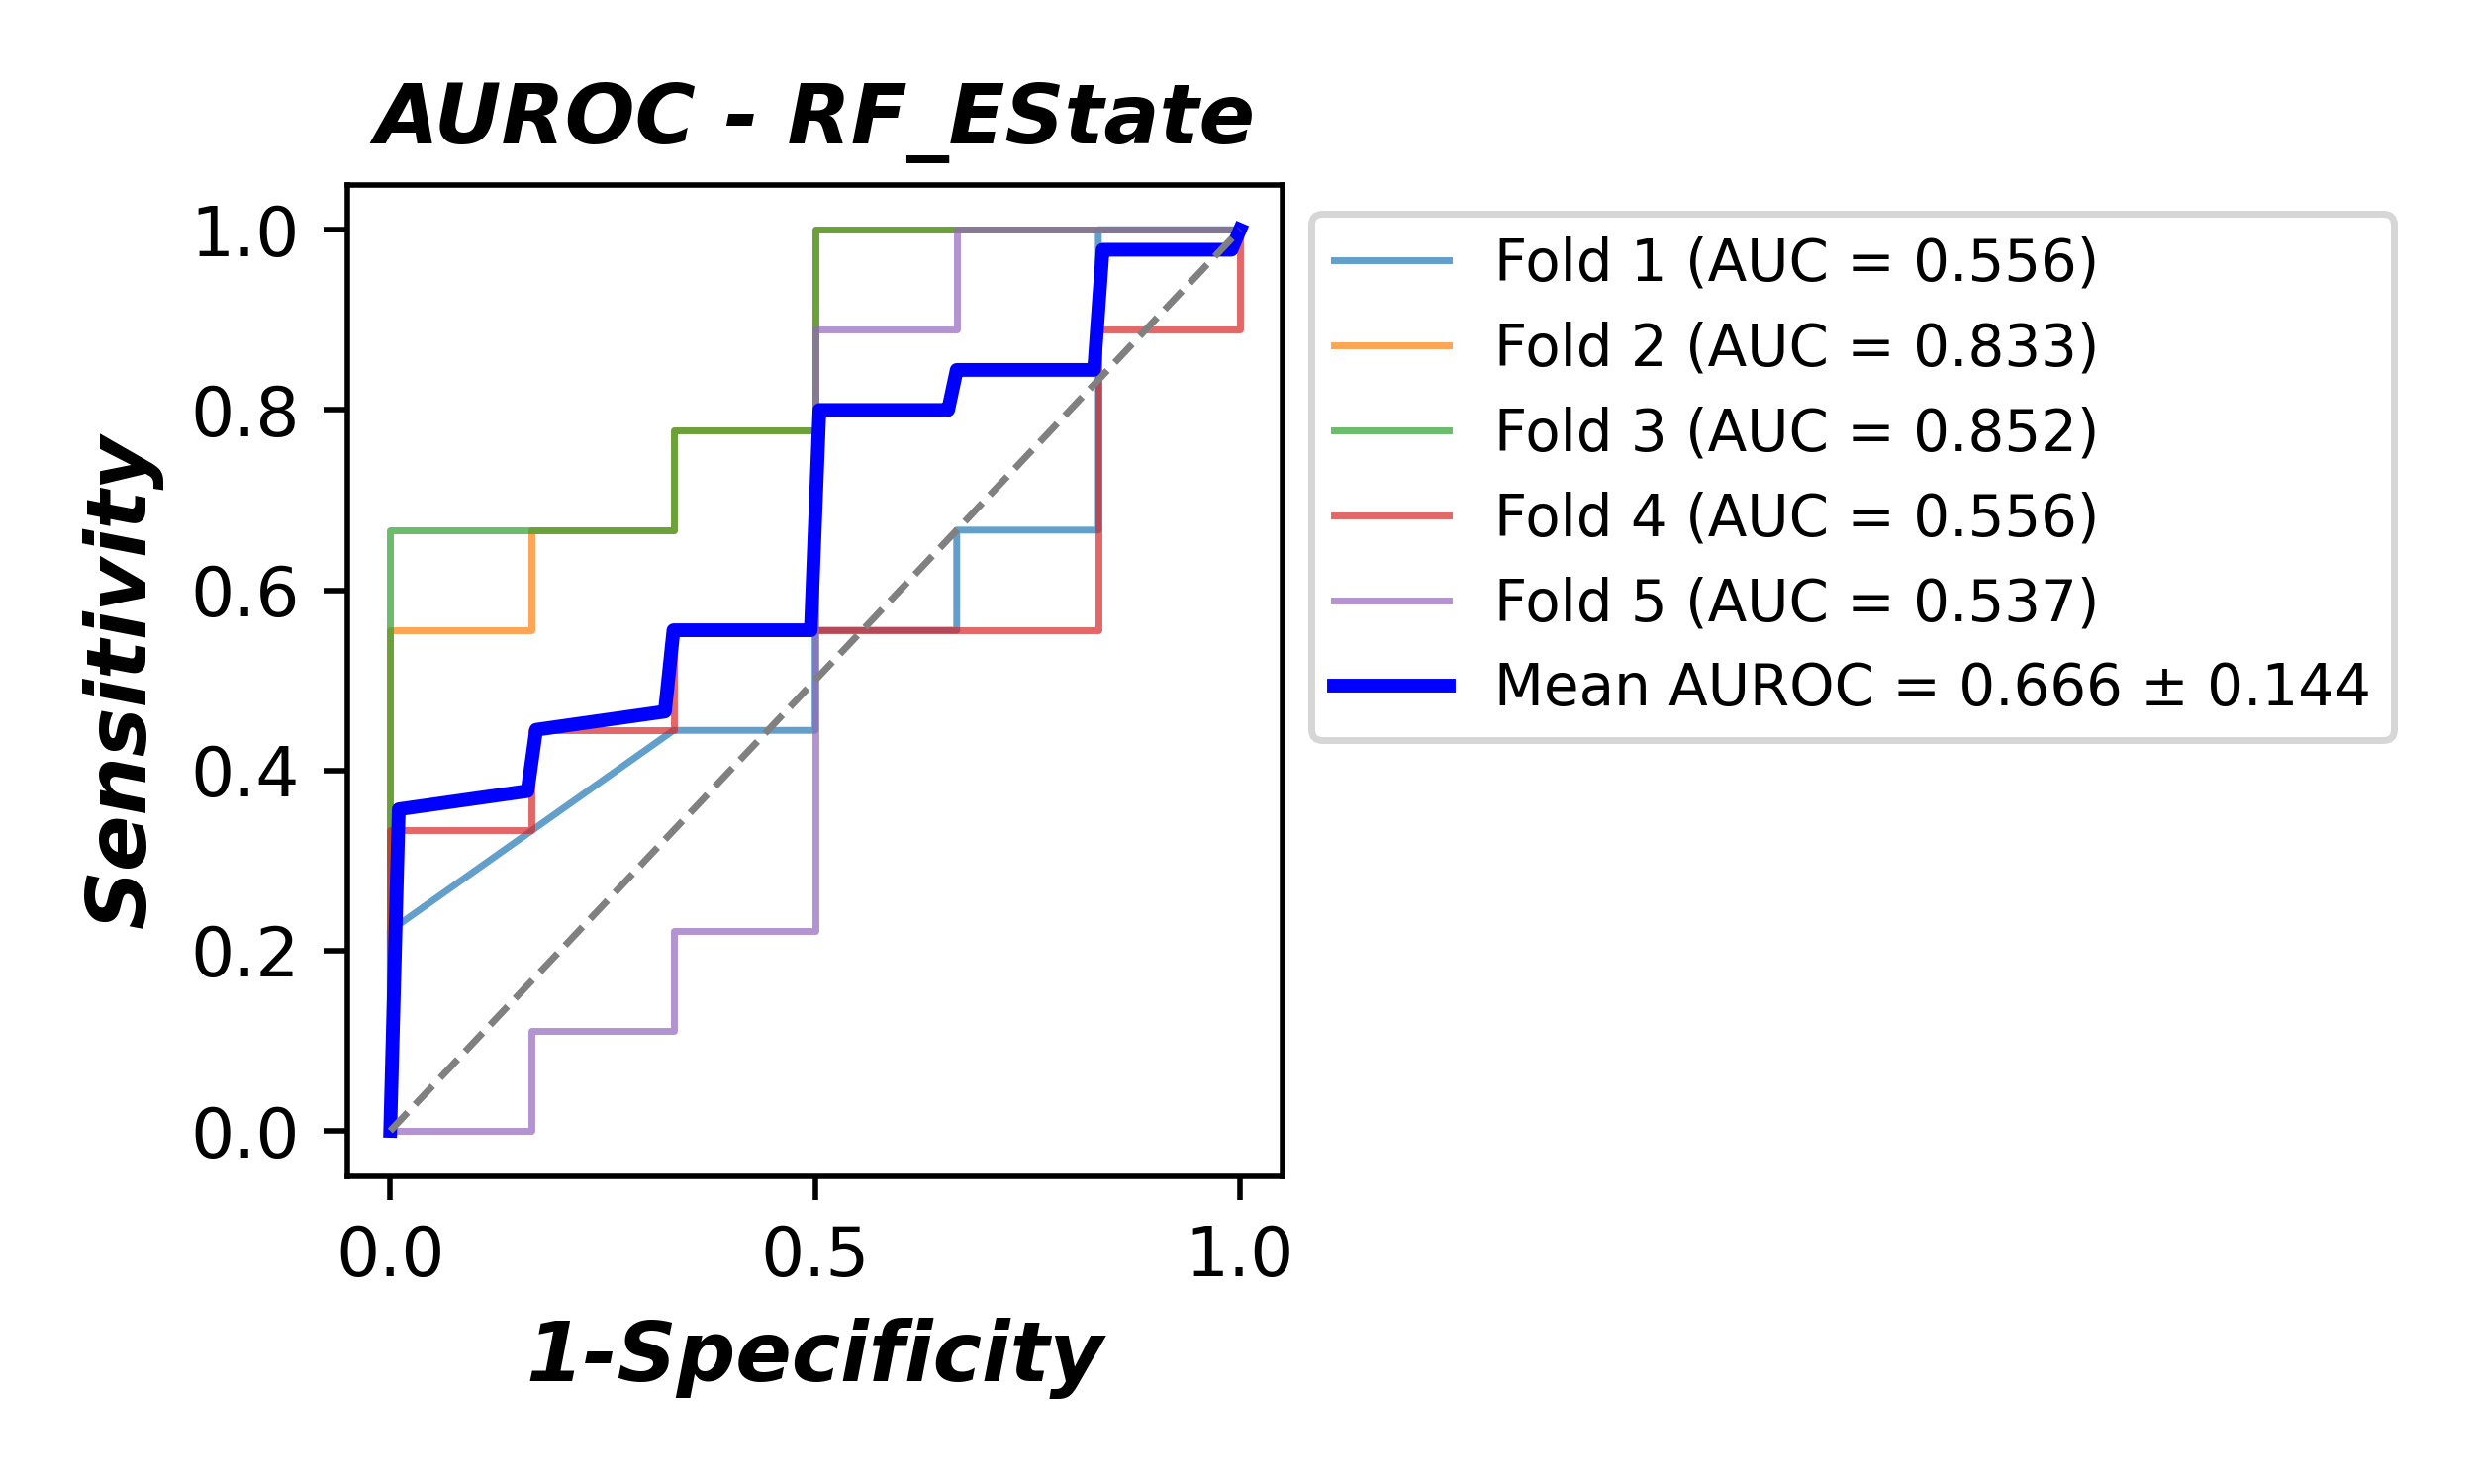 AUROC - RF_EState
Sensitivity
1.0
0.8
0.6
0.4
0.2
0.0
0.0 0.5 1.0
1-Specificity
Fold 1 (AUC = 0.556)
Fold 2 (AUC = 0.833)
Fold 3 (AUC = 0.852)
Fold 4 (AUC = 0.556)
Fold 5 (AUC = 0.537)
Mean AUROC = 0.666 ± 0.144